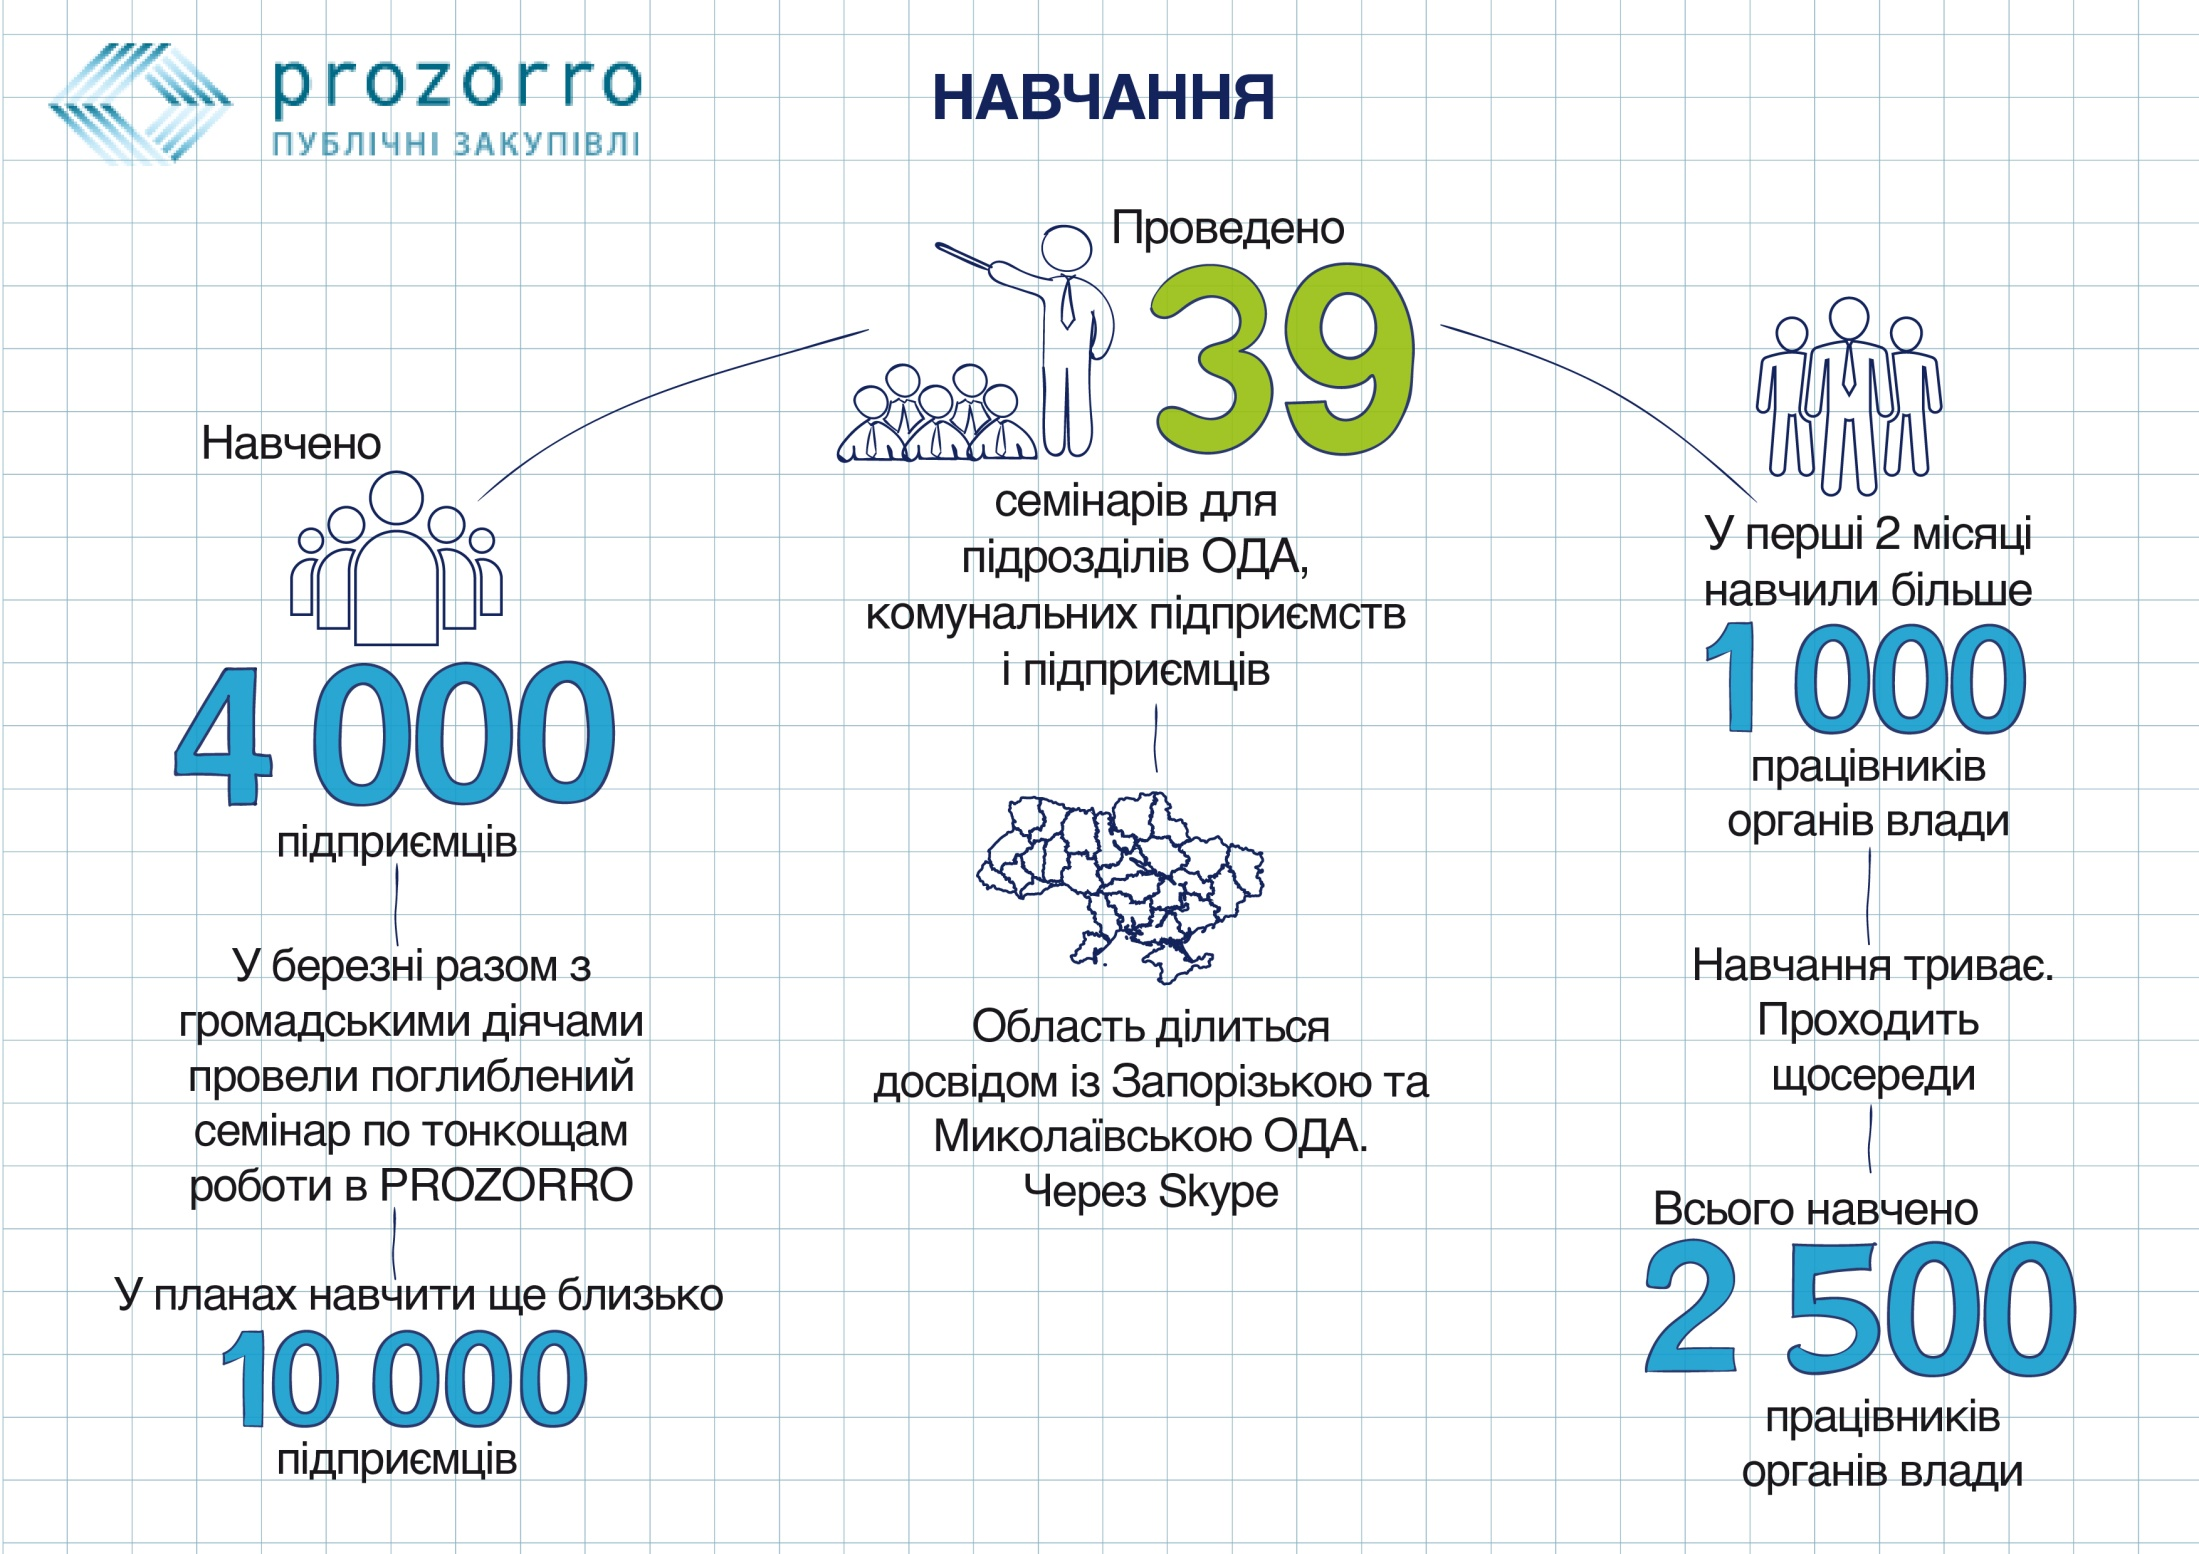 prozorro
ПУБЛІЧНІ ЗАКУПІВЛІ
НАВЧАННЯ
Проведено
39
семінарів для
підрозділів ОДА,
комунальних підприємств
і підприємців
Область ділиться
досвідом із Запорізькою та
Миколаївською ОДА.
Через Skype
Навчено
4 000
підприємців
У березні разом з
громадськими діячами
провели поглиблений
семінар по тонкощам
роботи в PROZORRO
У планах навчити ще близько
10 000
підприємців
У перші 2 місяці
навчили більше
1 000
працівників
органів влади
Навчання триває.
Проходить
щосереди
Всього навчено
2 500
працівників
органів влади